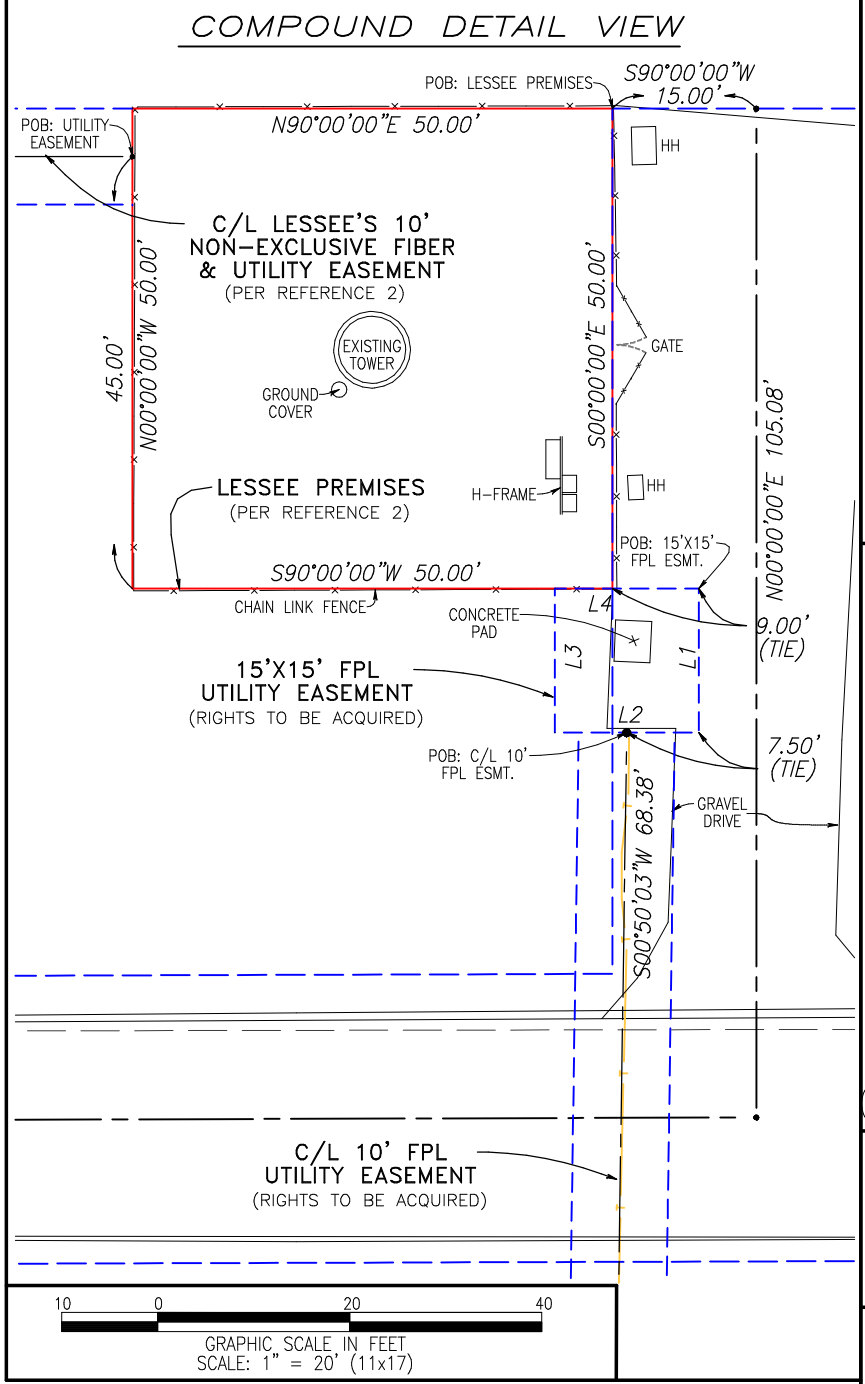 COMPOUND DETAIL VIEW
POB: LESSEE PREMISES
S90°00'00"W
15.00'
POB: UTILITY
EASEMENT
N90°00'00"E 50.00'
HH
C/L LESSEE'S 10'
NON-EXCLUSIVE FIBER
& UTILITY EASEMENT
(PER REFERENCE 2)
45.00'
N00°00'00"W 50.00'
EXISTING
TOWER
GROUND
COVER
S00°00'00"E 50.00'
GATE
N00°00'00"E 105.08'
LESSEE PREMISES
(PER REFERENCE 2)
H-FRAME
HH
POB: 15'X15'
FPL ESMT.
S90°00'00"W 50.00'
CHAIN LINK FENCE
L4
CONCRETE
PAD
9.00'
(TIE)
L3
L1
15'X15' FPL
UTILITY EASEMENT
(RIGHTS TO BE ACQUIRED)
L2
POB: C/L 10'
FPL ESMT.
7.50'
(TIE)
S00°50'03"W 68.38'
GRAVEL
DRIVE
C/L 10' FPL
UTILITY EASEMENT
(RIGHTS TO BE ACQUIRED)
10 0 20 40
GRAPHIC SCALE IN FEET
SCALE: 1" = 20' (11x17)